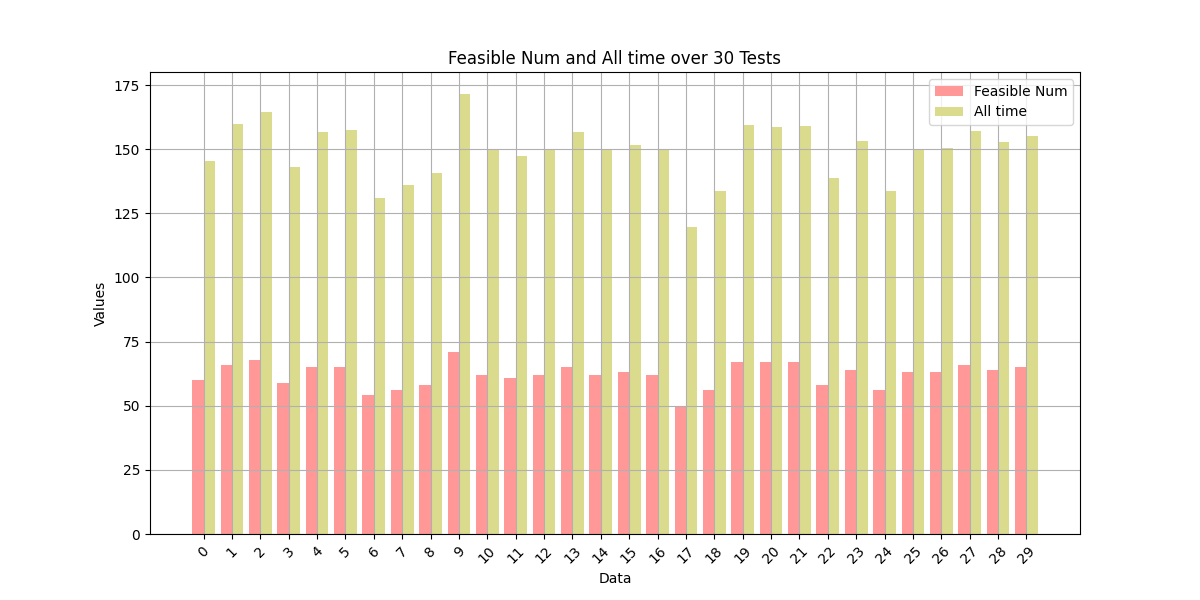 Feasible Num and All time over 30 Tests
Feasible Num
All time
175
150
125
100
75
50
25
0
Values
0 1 2 3 4 5 6 7 8 9 10 11 12 13 14 15 16 17 18 19 20 21 22 23 24 25 26 27 28 29
Data